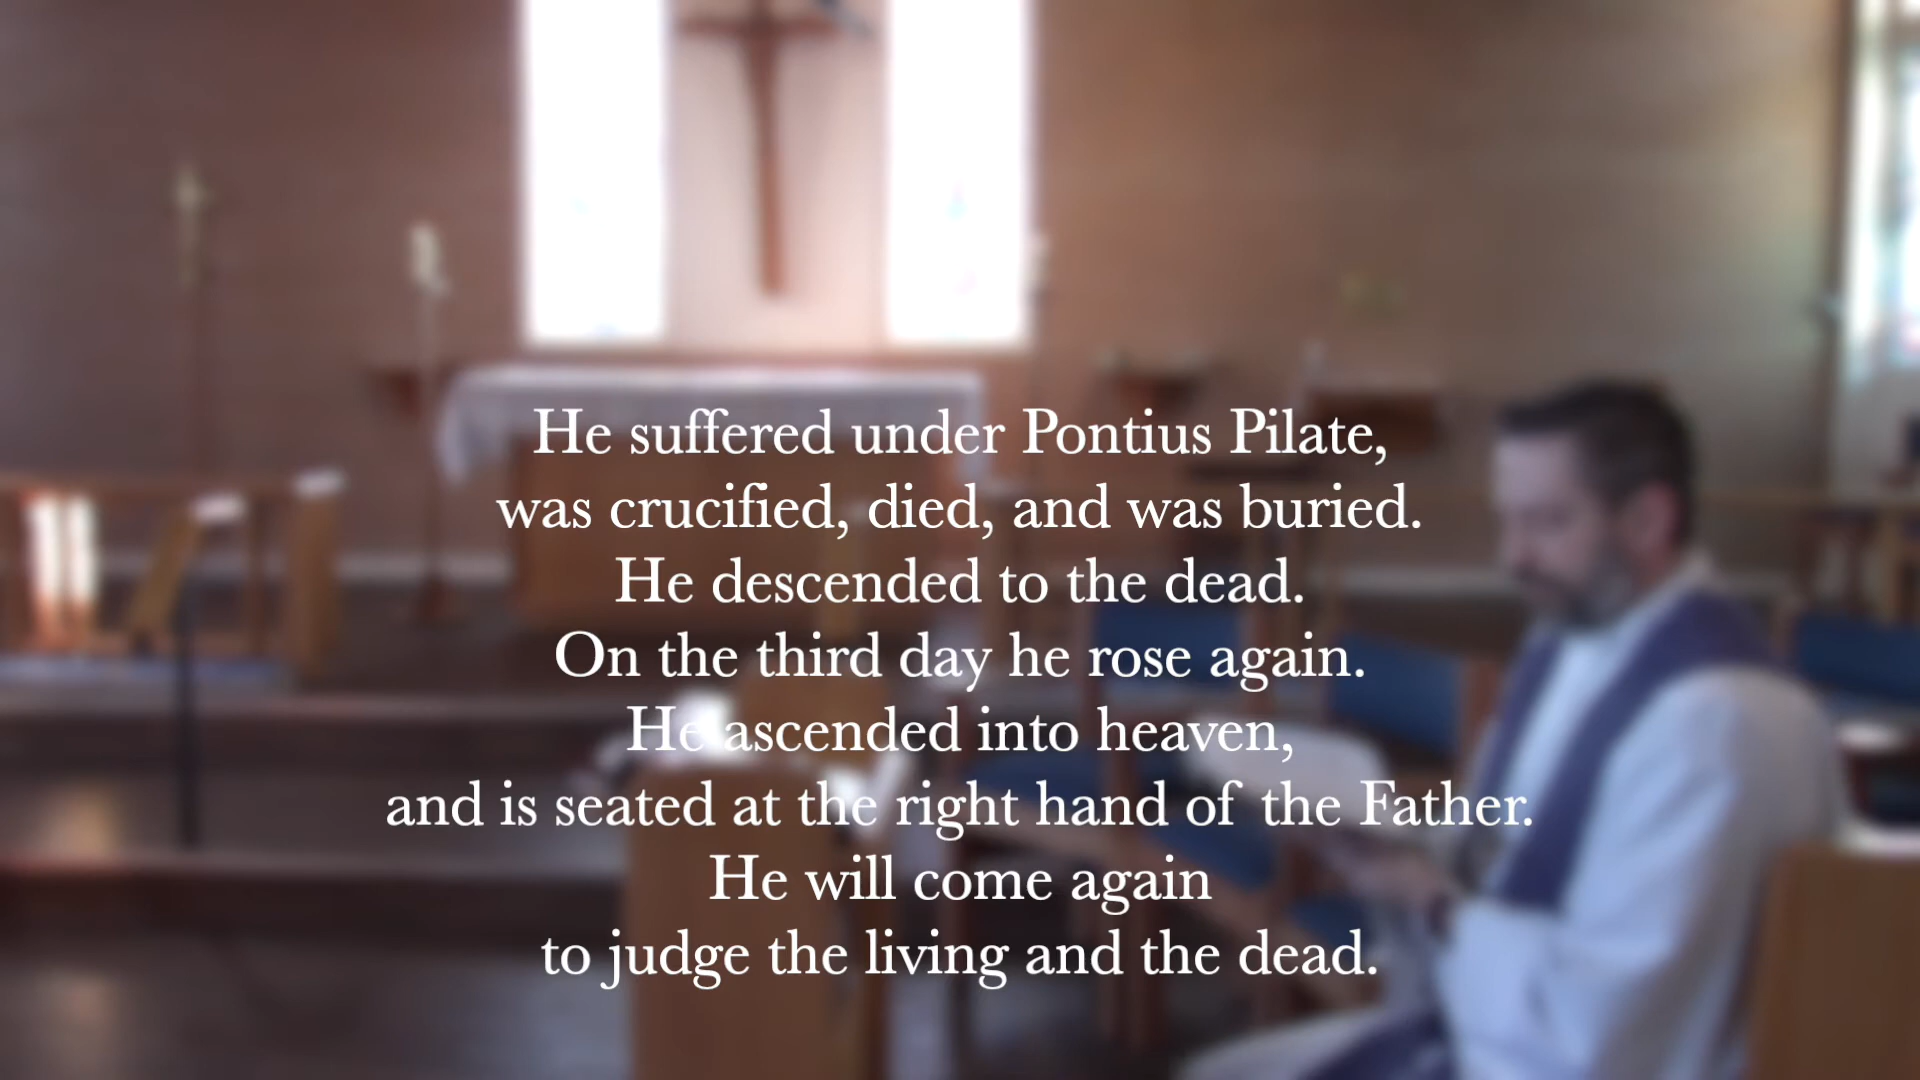 He suffered under Pontius Pilate,
was crucified, died, and was buried.
He descended to the dead.
On the third day he rose again.
He ascended into heaven,
and is seated at the right hand of the Father.
He will come again
to judge the living and the dead.